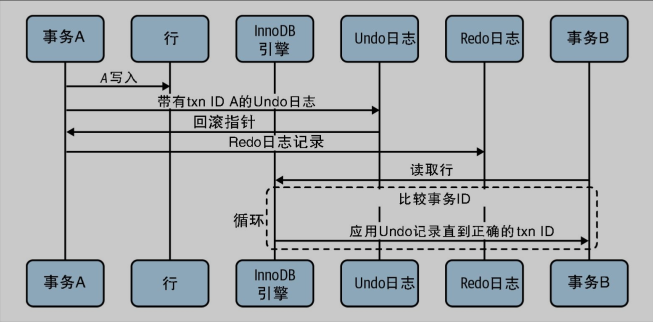 事务A
行
InnoDB
引擎
Undo日志
Redo日志
事务B
A写入
带有txn ID A的Undo日志
回滚指针
Redo日志记录
读取行
比较事务ID
循环
应用Undo记录直到正确的txn ID
事务A
行
InnoDB
引擎
Undo日志
Redo日志
事务B